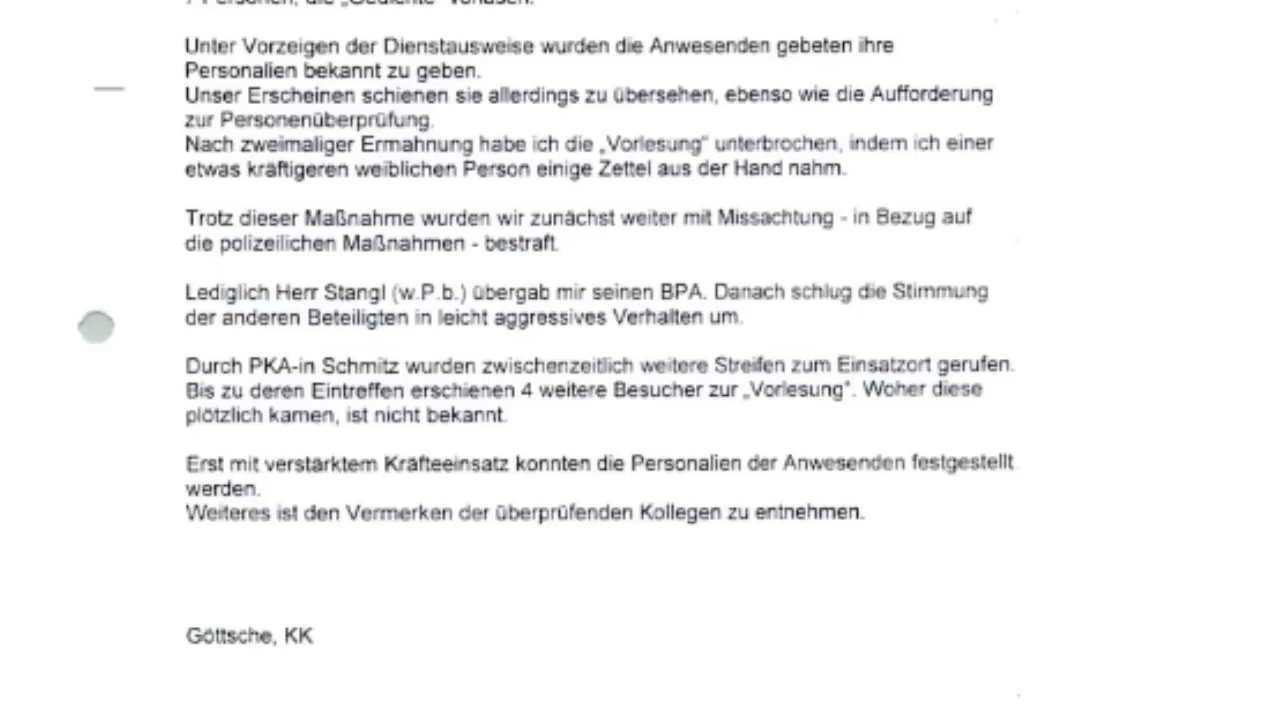 7 Personen, die „Gedichte“ vorlasen.
Unter Vorzeigen der Dienstausweise wurden die Anwesenden gebeten ihre
Personalien bekannt zu geben.
Unser Erscheinen schienen sie allerdings zu übersehen, ebenso wie die Aufforderung
zur Personenüberprüfung.
Nach zweimaliger Ermahnung habe ich die „Vorlesung“ unterbrochen, indem ich einer
etwas kräftigeren weiblichen Person einige Zettel aus der Hand nahm.
Trotz dieser Maßnahme wurden wir zunächst weiter mit Missachtung - in Bezug auf
die polizeilichen Maßnahmen - bestraft.
Lediglich Herr Stangl (w.P.b.) übergab mir seinen BPA. Danach schlug die Stimmung
der anderen Beteiligten in leicht aggressives Verhalten um.
Durch PKA-in Schmitz wurden zwischenzeitlich weitere Streifen zum Einsatzort gerufen.
Bis zu deren Eintreffen erschienen 4 weitere Besucher zur „Vorlesung“. Woher diese
plötzlich kamen, ist nicht bekannt.
Erst mit verstärktem Kräfteeinsatz konnten die Personalien der Anwesenden festgestellt
werden.
Weiteres ist den Vermerken der überprüfenden Kollegen zu entnehmen.
Göttsche, KK